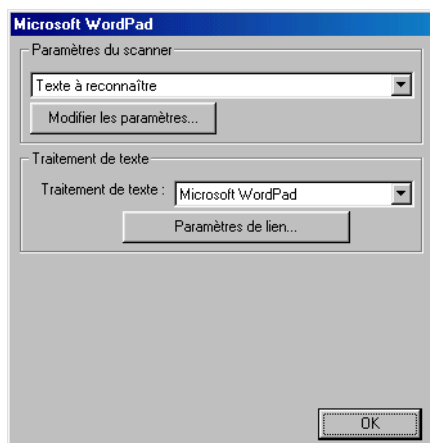 Microsoft WordPad
Paramètres du scanner
Texte à reconnaître
Modifier les paramètres...
Traitement de texte
Traitement de texte : Microsoft WordPad
Paramètres de lien...
OK